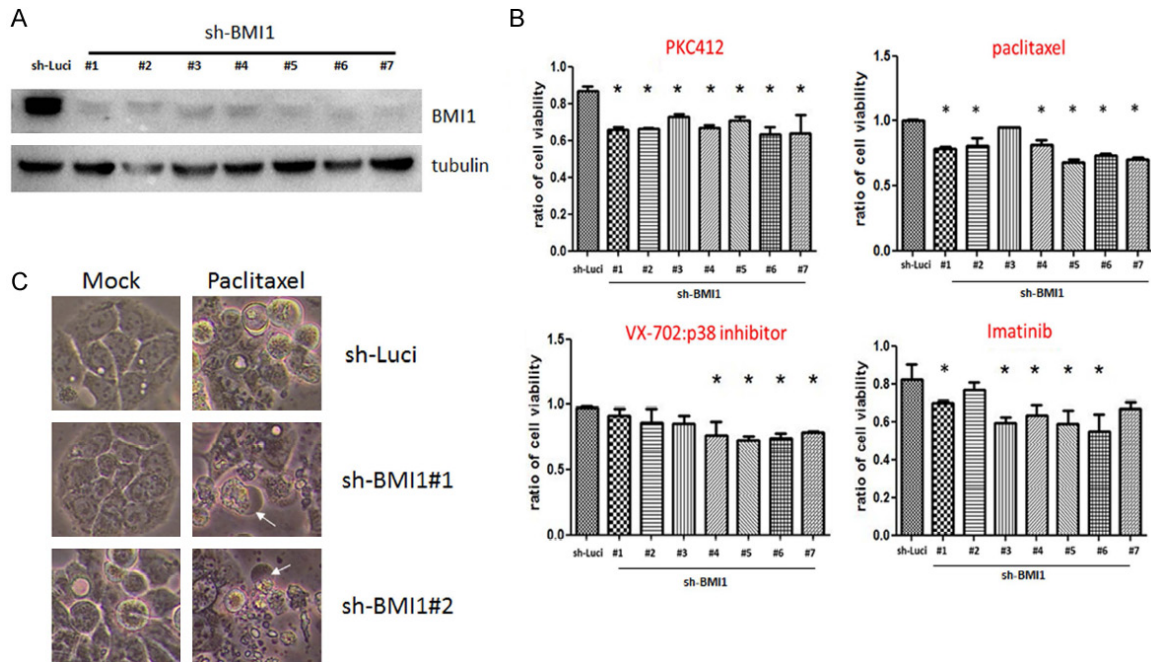 A
sh-BMI1
sh-Luci #1 #2 #3 #4 #5 #6 #7
BMI1
tubulin
B
PKC412
ratio of cell viability
1.0
0.8
0.6
0.4
0.2
0.0
* * * * * * *
sh-Luci #1 #2 #3 #4 #5 #6 #7
sh-BMI1
paclitaxel
ratio of cell viability
1.5
1.0
0.5
0.0
* * * * * *
sh-Luci #1 #2 #3 #4 #5 #6 #7
sh-BMI1
VX-702:p38 inhibitor
ratio of cell viability
1.5
1.0
0.5
0.0
* * * *
sh-Luci #1 #2 #3 #4 #5 #6 #7
sh-BMI1
Imatinib
ratio of cell viability
1.0
0.8
0.6
0.4
0.2
0.0
* * * * *
sh-Luci #1 #2 #3 #4 #5 #6 #7
sh-BMI1
C
Mock Paclitaxel
sh-Luci
sh-BMI1#1
sh-BMI1#2